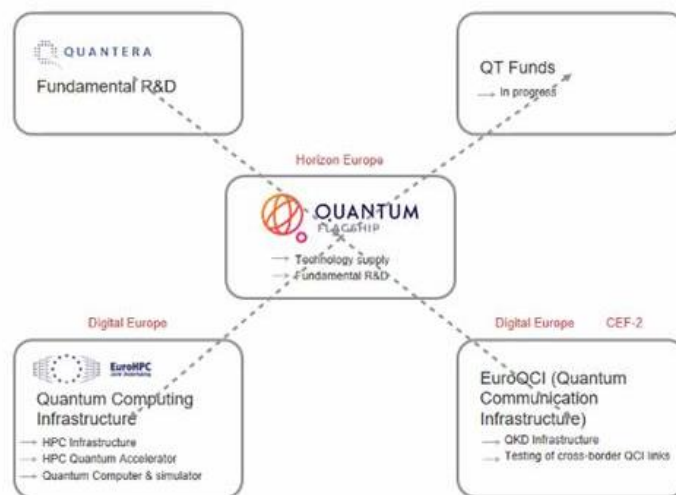 QUANTERA
Fundamental R&D
QT Funds
In progress
Horizon Europe
QUANTUM
FLAGSHIP
Technology supply
Fundamental R&D
Digital Europe
Digital Europe CEF-2
EuroHPC
Joint Undertaking
Quantum Computing
Infrastructure
HPC Infrastructure
HPC Quantum Accelerator
Quantum Computer & simulator
EuroQCI (Quantum
Communication
Infrastructure)
QKD Infrastructure
Testing of cross-border QCI links